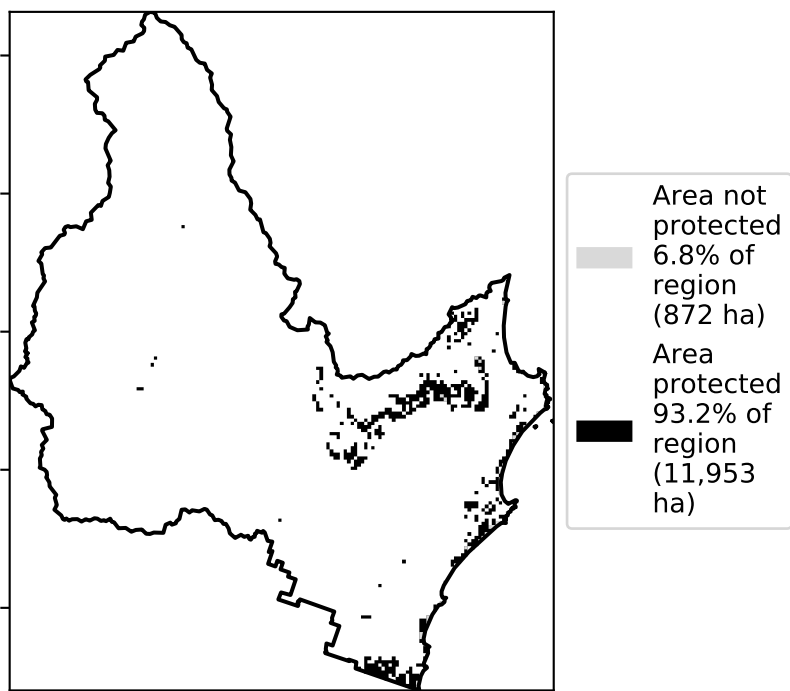 Area not
protected
6.8% of
region
(872 ha)
Area
protected
93.2% of
region
(11,953
ha)